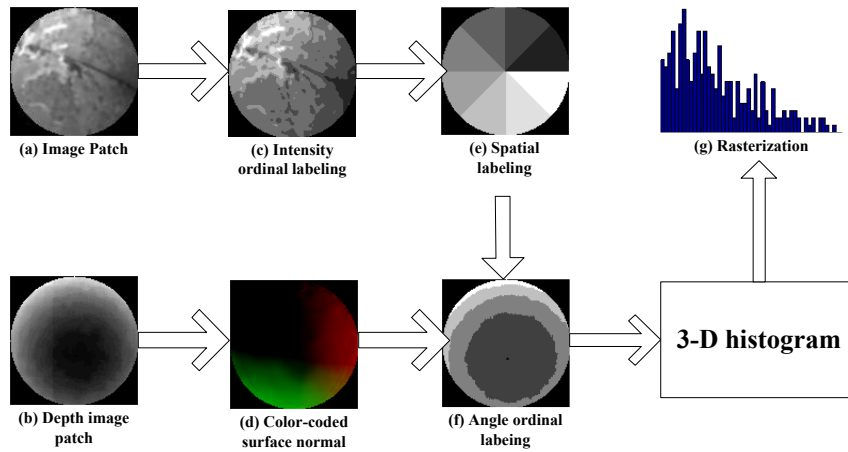 (a) Image Patch
(c) Intensity
ordinal labeling
(e) Spatial
labeling
(g) Rasterization
(b) Depth image
patch
(d) Color-coded
surface normal
(f) Angle ordinal
labeing
3-D histogram